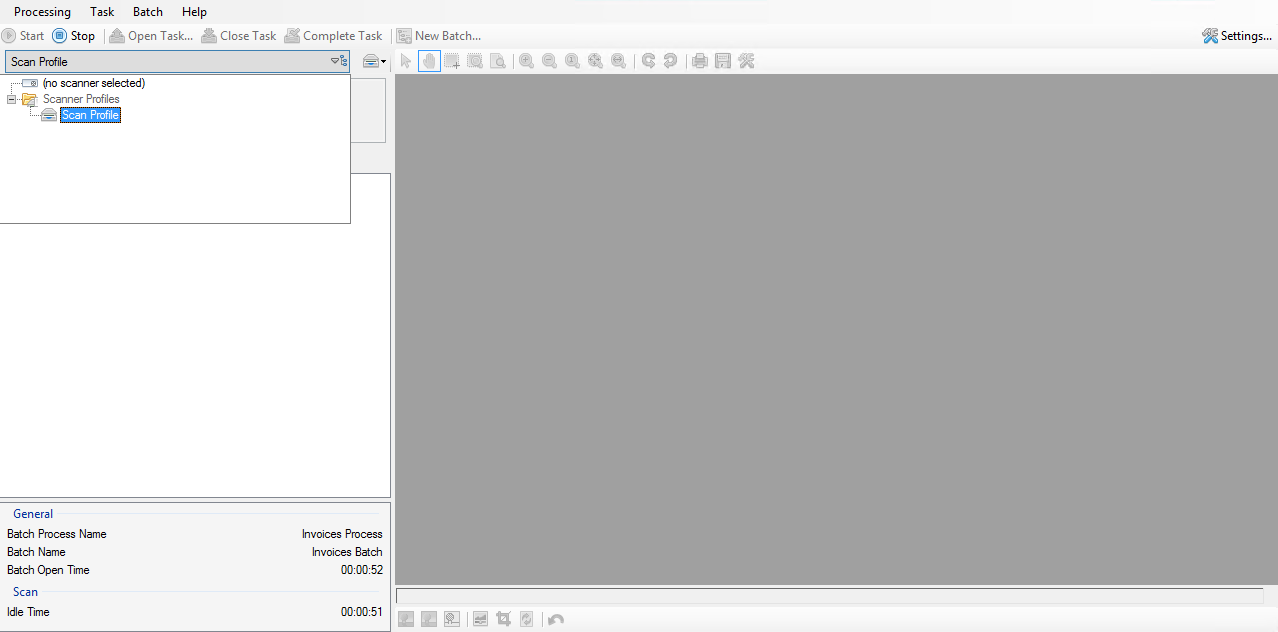 Processing Task Batch Help
Start Stop Open Task... Close Task Complete Task New Batch... Settings...
Scan Profile
(no scanner selected)
Scanner Profiles
Scan Profile
General
Batch Process Name Invoices Process
Batch Name Invoices Batch
Batch Open Time 00:00:52
Scan
Idle Time 00:00:51